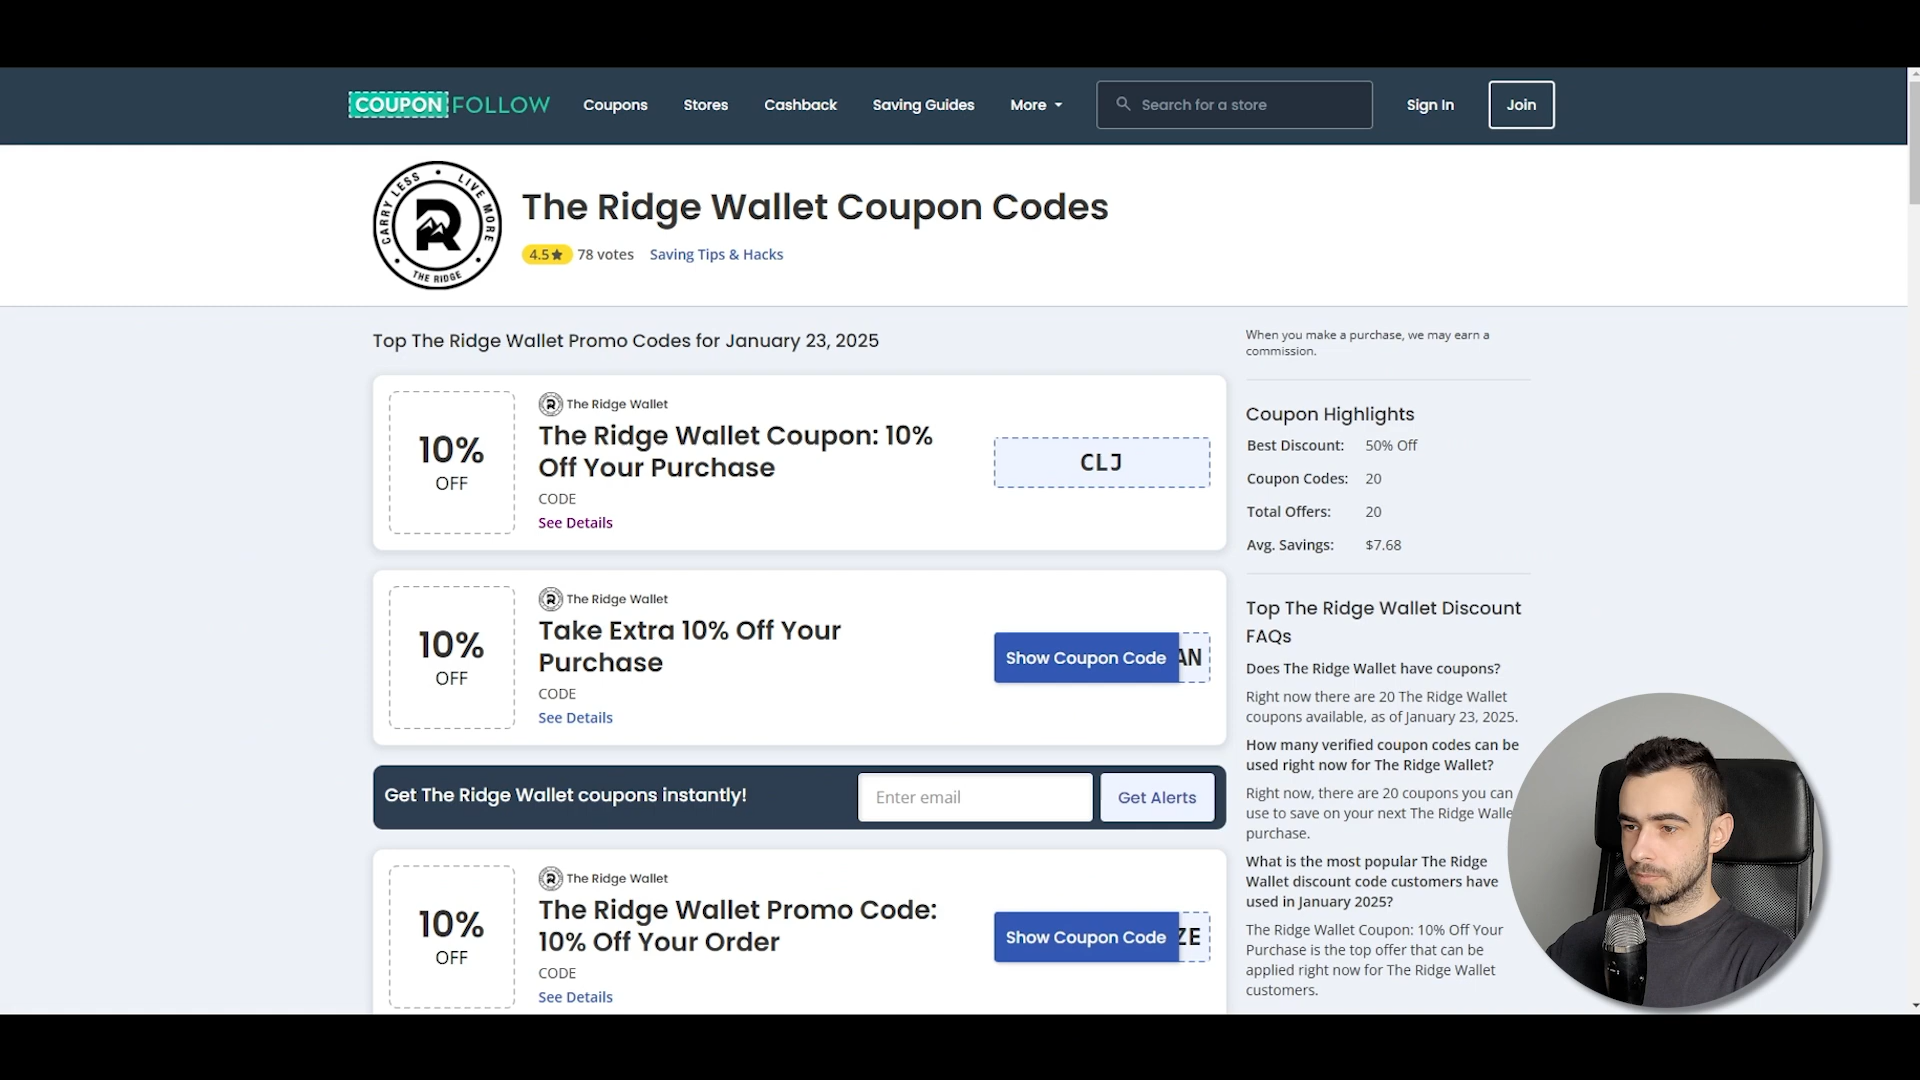 COUPONFOLLOW Coupons Stores Cashback Saving Guides More Search for a store Sign In Join
CARRY LESS • LIVE MORE • THE RIDGE •
The Ridge Wallet Coupon Codes
4.5★ 78 votes Saving Tips & Hacks
Top The Ridge Wallet Promo Codes for January 23, 2025
10%
OFF
The Ridge Wallet
The Ridge Wallet Coupon: 10%
Off Your Purchase
CODE
See Details
CLJ
10%
OFF
The Ridge Wallet
Take Extra 10% Off Your
Purchase
CODE
See Details
Show Coupon Code AN
Get The Ridge Wallet coupons instantly! Enter email Get Alerts
10%
OFF
The Ridge Wallet
The Ridge Wallet Promo Code:
10% Off Your Order
CODE
See Details
Show Coupon Code ZE
When you make a purchase, we may earn a
commission.
Coupon Highlights
Best Discount: 50% Off
Coupon Codes: 20
Total Offers: 20
Avg. Savings: $7.68
Top The Ridge Wallet Discount
FAQs
Does The Ridge Wallet have coupons?
Right now there are 20 The Ridge Wallet
coupons available, as of January 23, 2025.
How many verified coupon codes can be
used right now for The Ridge Wallet?
Right now, there are 20 coupons you can
use to save on your next The Ridge Walle
purchase.
What is the most popular The Ridge
Wallet discount code customers have
used in January 2025?
The Ridge Wallet Coupon: 10% Off Your
Purchase is the top offer that can be
applied right now for The Ridge Wallet
customers.